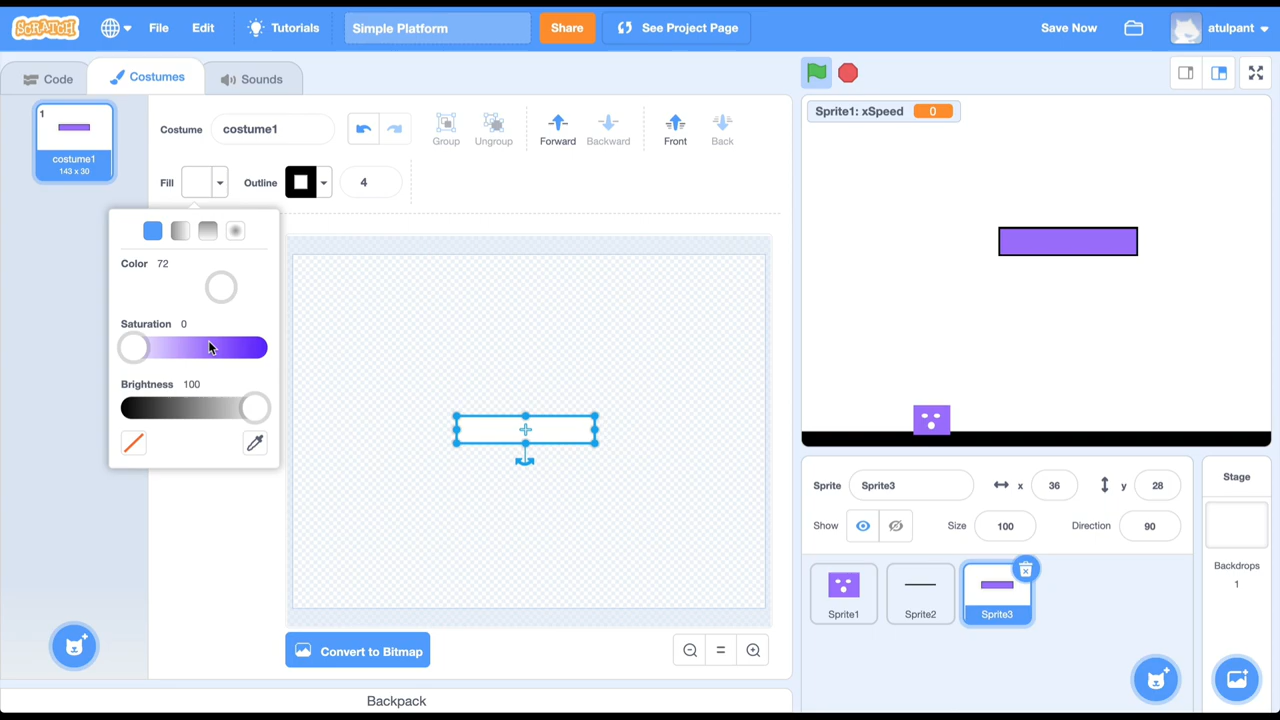 SCRATCH File Edit Tutorials Simple Platform Share See Project Page Save Now atulpant
Code Costumes Sounds
1
costume1
143 x 30
Costume costume1 Group Ungroup Forward Backward Front Back
Fill Outline 4
Color 72
Saturation 0
Brightness 100
Convert to Bitmap
Backpack
Sprite1: xSpeed 0
Sprite Sprite3 x 36 y 28
Show Size 100 Direction 90
Sprite1 Sprite2 Sprite3
Stage
Backdrops
1